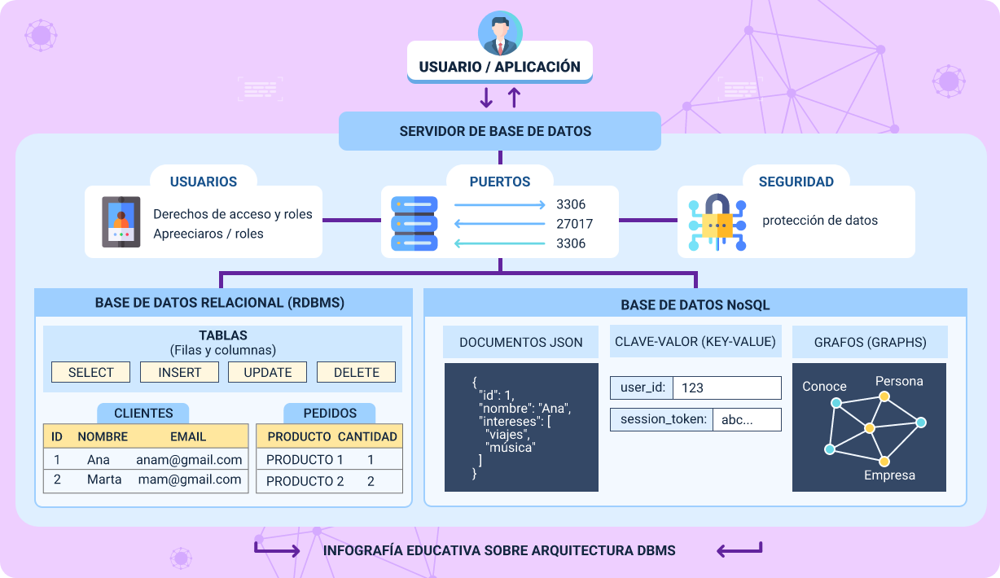 USUARIO / APLICACIÓN
SERVIDOR DE BASE DE DATOS
USUARIOS
Derechos de acceso y roles
Apreeciaros / roles
PUERTOS
3306
27017
3306
SEGURIDAD
protección de datos
BASE DE DATOS RELACIONAL (RDBMS)
TABLAS
(Filas y columnas)
SELECT INSERT UPDATE DELETE
CLIENTES
ID NOMBRE EMAIL
1 Ana anam@gmail.com
2 Marta mam@gmail.com
PEDIDOS
PRODUCTO CANTIDAD
PRODUCTO 1 1
PRODUCTO 2 2
BASE DE DATOS NoSQL
DOCUMENTOS JSON
{
"id": 1,
"nombre": "Ana",
"intereses": [
"viajes",
"música"
]
}
CLAVE-VALOR (KEY-VALUE)
user_id: 123
session_token: abc...
GRAFOS (GRAPHS)
Conoce
Persona
Empresa
INFOGRAFÍA EDUCATIVA SOBRE ARQUITECTURA DBMS